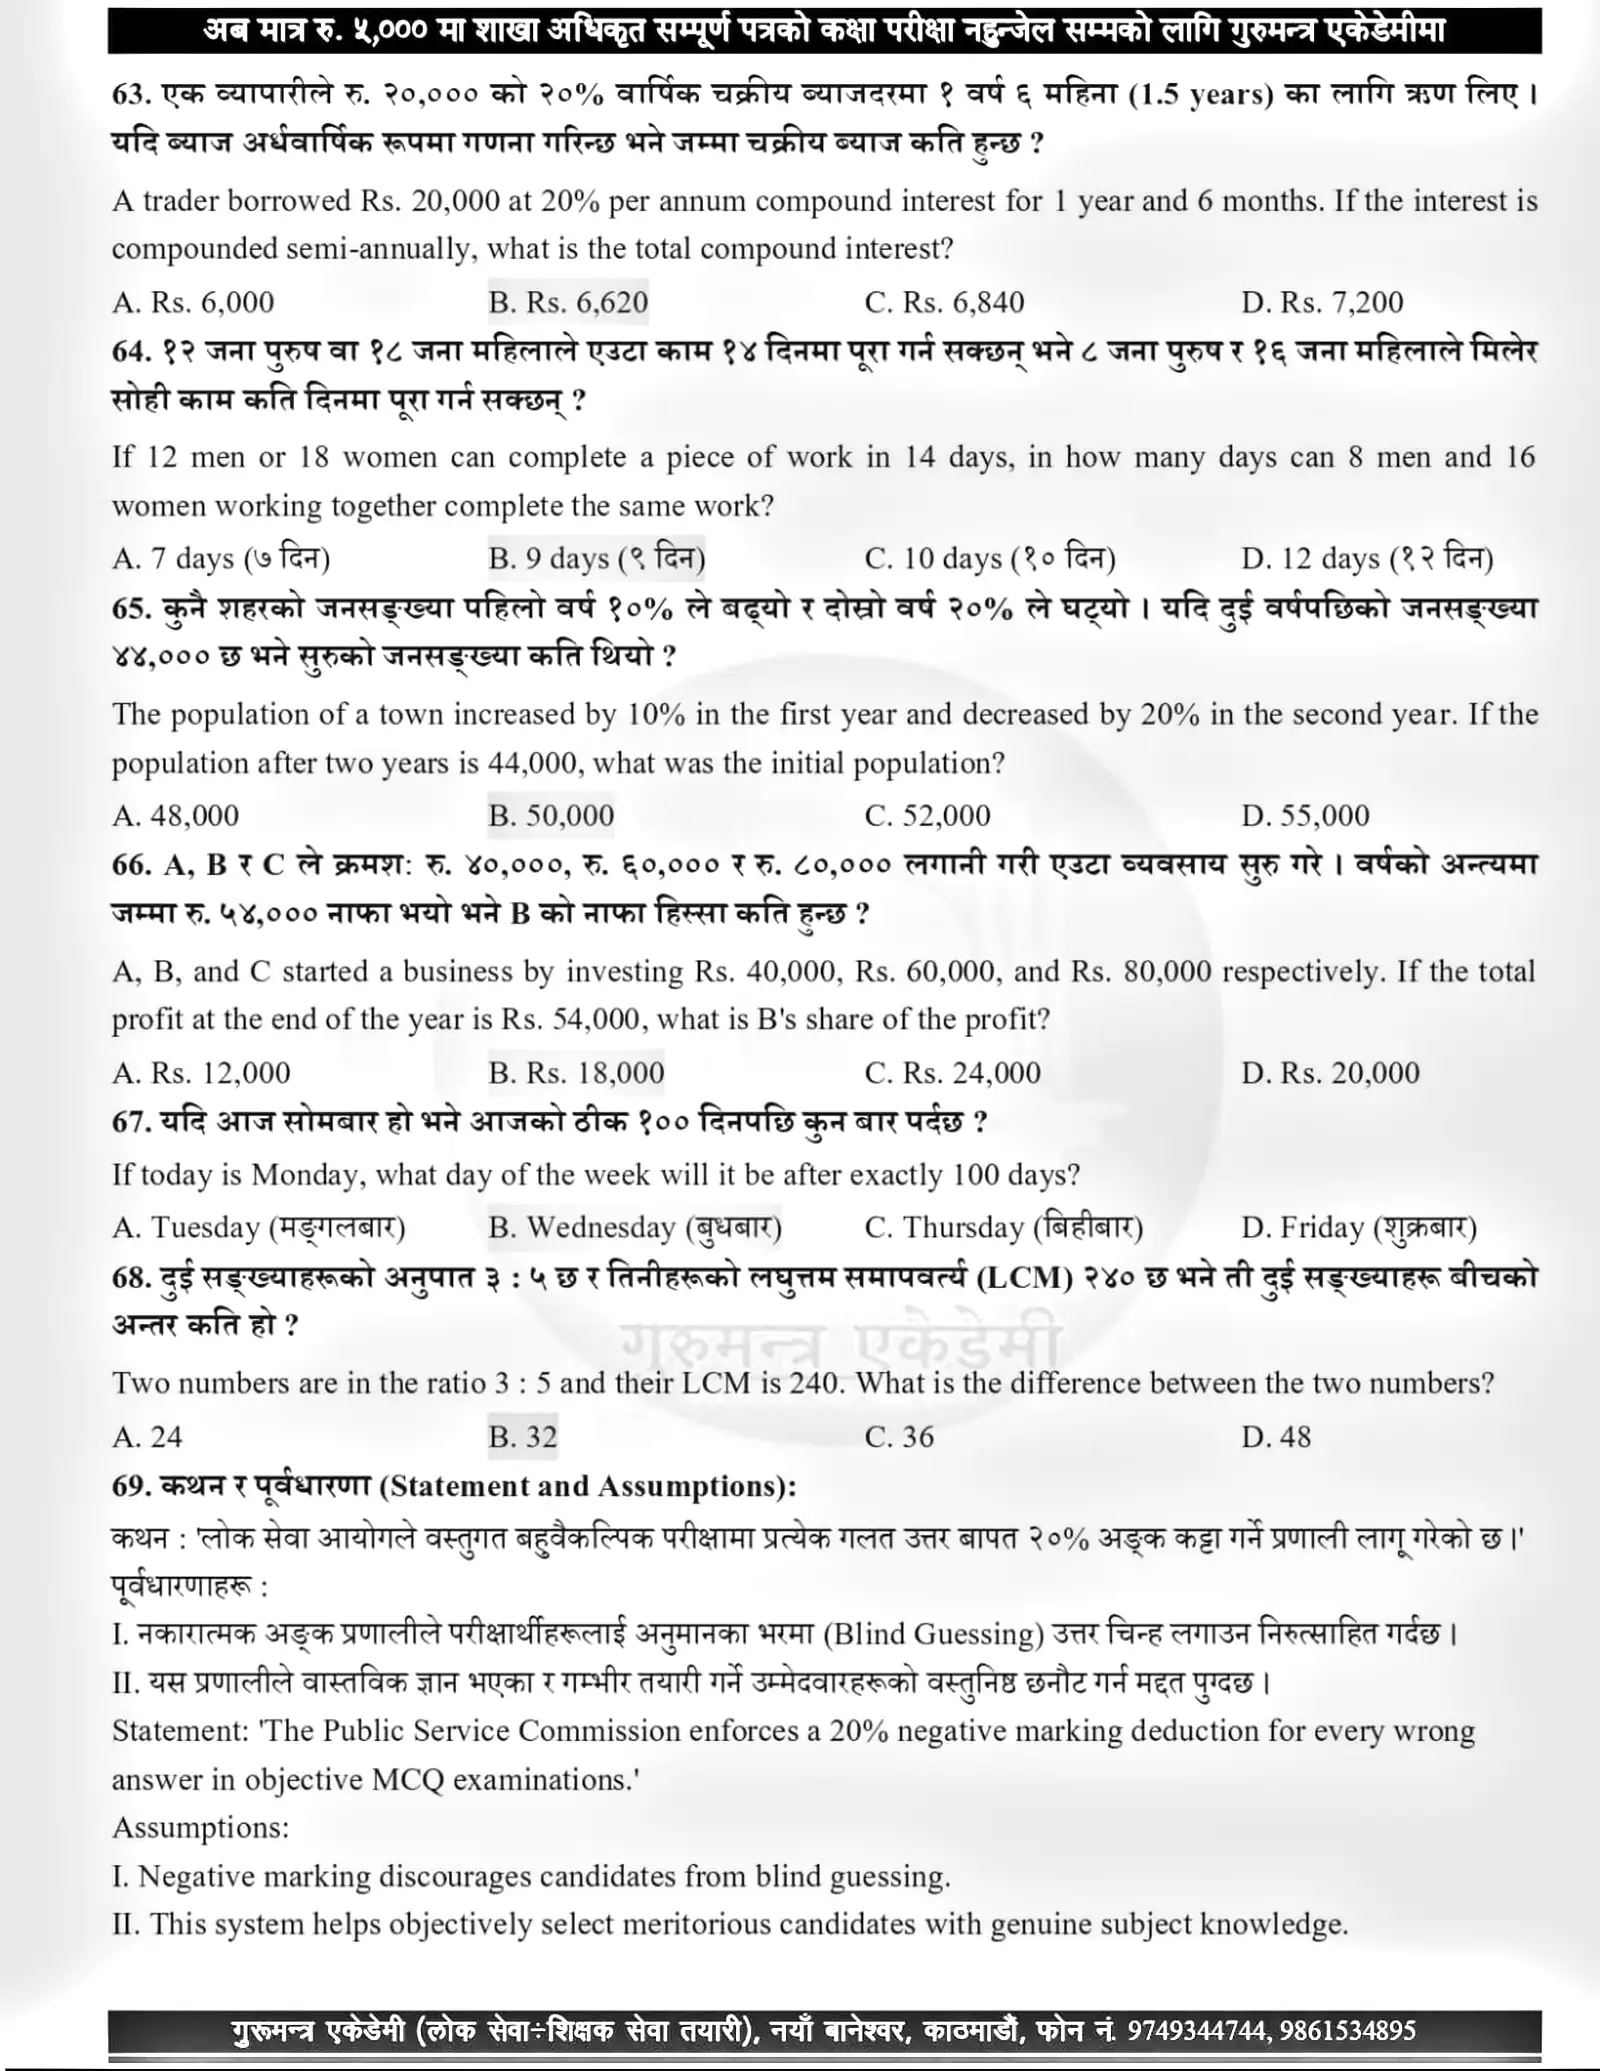 अब मात्र रु. ५,००० मा शाखा अधिकृत सम्पूर्ण पत्रको कक्षा परीक्षा नहुन्जेल सम्मको लागि गुरुमन्त्र एकेडेमीमा
63. एक व्यापारीले रु. २०,००० को २०% वार्षिक चक्रीय ब्याजदरमा १ वर्ष ६ महिना (1.5 years) का लागि ऋण लिए ।
यदि ब्याज अर्धवार्षिक रूपमा गणना गरिन्छ भने जम्मा चक्रीय ब्याज कति हुन्छ ?
A trader borrowed Rs. 20,000 at 20% per annum compound interest for 1 year and 6 months. If the interest is
compounded semi-annually, what is the total compound interest?
A. Rs. 6,000 B. Rs. 6,620 C. Rs. 6,840 D. Rs. 7,200
64. १२ जना पुरुष वा १८ जना महिलाले एउटा काम १४ दिनमा पूरा गर्न सक्छन् भने ८ जना पुरुष र १६ जना महिलाले मिलेर
सोही काम कति दिनमा पूरा गर्न सक्छन् ?
If 12 men or 18 women can complete a piece of work in 14 days, in how many days can 8 men and 16
women working together complete the same work?
A. 7 days (७ दिन) B. 9 days (९ दिन) C. 10 days (१० दिन) D. 12 days (१२ दिन)
65. कुनै शहरको जनसङ्ख्या पहिलो वर्ष १०% ले बढ्यो र दोस्रो वर्ष २०% ले घट्यो । यदि दुई वर्षपछिको जनसङ्ख्या
४४,००० छ भने सुरुको जनसङ्ख्या कति थियो ?
The population of a town increased by 10% in the first year and decreased by 20% in the second year. If the
population after two years is 44,000, what was the initial population?
A. 48,000 B. 50,000 C. 52,000 D. 55,000
66. A, B र C ले क्रमशः रु. ४०,०००, रु. ६०,००० र रु. ८०,००० लगानी गरी एउटा व्यवसाय सुरु गरे । वर्षको अन्त्यमा
जम्मा रु. ५४,००० नाफा भयो भने B को नाफा हिस्सा कति हुन्छ ?
A, B, and C started a business by investing Rs. 40,000, Rs. 60,000, and Rs. 80,000 respectively. If the total
profit at the end of the year is Rs. 54,000, what is B's share of the profit?
A. Rs. 12,000 B. Rs. 18,000 C. Rs. 24,000 D. Rs. 20,000
67. यदि आज सोमबार हो भने आजको ठीक १०० दिनपछि कुन बार पर्दछ ?
If today is Monday, what day of the week will it be after exactly 100 days?
A. Tuesday (मङ्गलबार) B. Wednesday (बुधबार) C. Thursday (बिहीबार) D. Friday (शुक्रबार)
68. दुई सङ्ख्याहरूको अनुपात ३ : ५ छ र तिनीहरूको लघुत्तम समापवर्त्य (LCM) २४० छ भने ती दुई सङ्ख्याहरू बीचको
अन्तर कति हो ?
गुरुमन्त्र एकेडेमी
Two numbers are in the ratio 3 : 5 and their LCM is 240. What is the difference between the two numbers?
A. 24 B. 32 C. 36 D. 48
69. कथन र पूर्वधारणा (Statement and Assumptions):
कथन : 'लोक सेवा आयोगले वस्तुगत बहुवैकल्पिक परीक्षामा प्रत्येक गलत उत्तर बापत २०% अङ्क कट्टा गर्ने प्रणाली लागू गरेको छ ।'
पूर्वधारणाहरू :
I. नकारात्मक अङ्क प्रणालीले परीक्षार्थीहरूलाई अनुमानका भरमा (Blind Guessing) उत्तर चिन्ह लगाउन निरुत्साहित गर्दछ ।
II. यस प्रणालीले वास्तविक ज्ञान भएका र गम्भीर तयारी गर्ने उम्मेदवारहरूको वस्तुनिष्ठ छनौट गर्न मद्दत पुग्दछ ।
Statement: 'The Public Service Commission enforces a 20% negative marking deduction for every wrong
answer in objective MCQ examinations.'
Assumptions:
I. Negative marking discourages candidates from blind guessing.
II. This system helps objectively select meritorious candidates with genuine subject knowledge.
गुरूमन्त्र एकेडेमी (लोक सेवा÷शिक्षक सेवा तयारी), नयाँ बानेश्वर, काठमाडौं, फोन नं. 9749344744, 9861534895